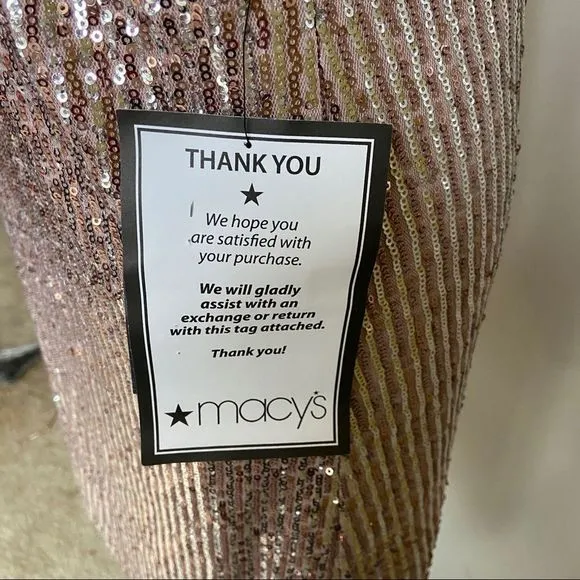 THANK YOU
We hope you
are satisfied with
your purchase.
We will gladly
assist with an
exchange or return
with this tag attached.
Thank you!
macy's